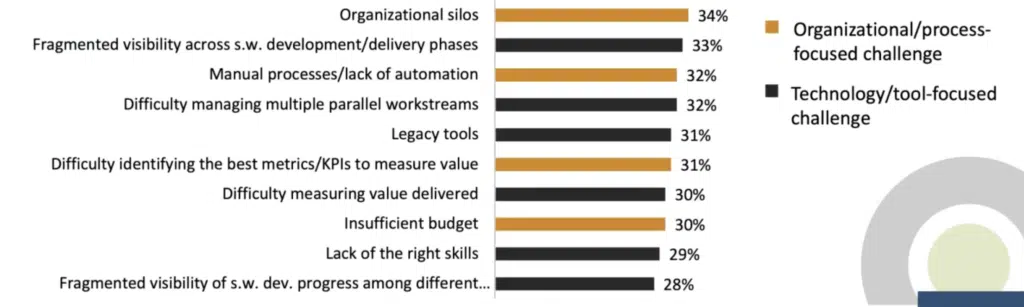 Organizational silos 34%
Fragmented visibility across s.w. development/delivery phases 33%
Manual processes/lack of automation 32%
Difficulty managing multiple parallel workstreams 32%
Legacy tools 31%
Difficulty identifying the best metrics/KPIs to measure value 31%
Difficulty measuring value delivered 30%
Insufficient budget 30%
Lack of the right skills 29%
Fragmented visibility of s.w. dev. progress among different... 28%
Organizational/process-
focused challenge
Technology/tool-focused
challenge